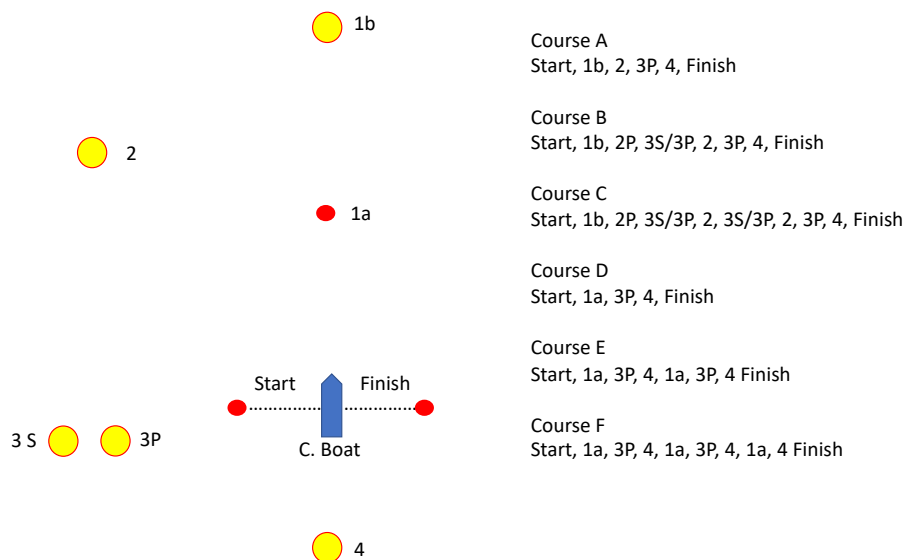 1b
2
1a
Start
Finish
3 S
3P
C. Boat
4
Course A
Start, 1b, 2, 3P, 4, Finish
Course B
Start, 1b, 2P, 3S/3P, 2, 3P, 4, Finish
Course C
Start, 1b, 2P, 3S/3P, 2, 3S/3P, 2, 3P, 4, Finish
Course D
Start, 1a, 3P, 4, Finish
Course E
Start, 1a, 3P, 4, 1a, 3P, 4 Finish
Course F
Start, 1a, 3P, 4, 1a, 3P, 4, 1a, 4 Finish